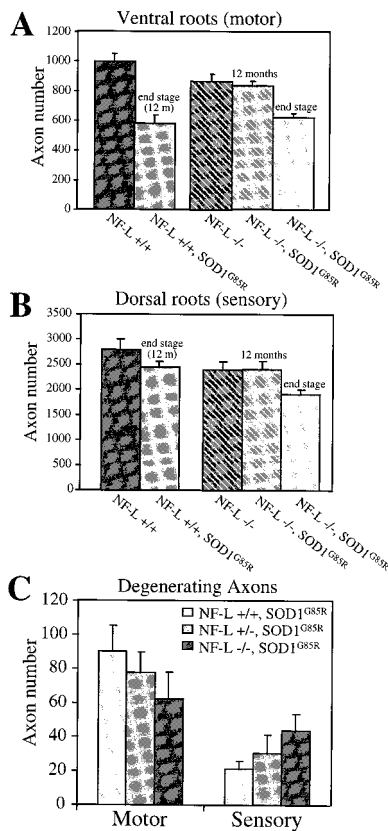 A
Ventral roots (motor)
Axon number
1200
1000
800
600
400
200
0
end stage
(12 m)
12 months
end stage
NF-L +/+
NF-L +/+, SOD1G85R
NF-L -/-
NF-L -/-, SOD1G85R
NF-L -/-, SOD1G85R
B
Dorsal roots (sensory)
Axon number
3500
3000
2500
2000
1500
1000
500
0
end stage
(12 m)
12 months
end stage
NF-L +/+
NF-L +/+, SOD1G85R
NF-L -/-
NF-L -/-, SOD1G85R
NF-L -/-, SOD1G85R
C
Degenerating Axons
Axon number
120
100
80
60
40
20
0
NF-L +/+, SOD1G85R
NF-L +/-, SOD1G85R
NF-L -/-, SOD1G85R
Motor
Sensory